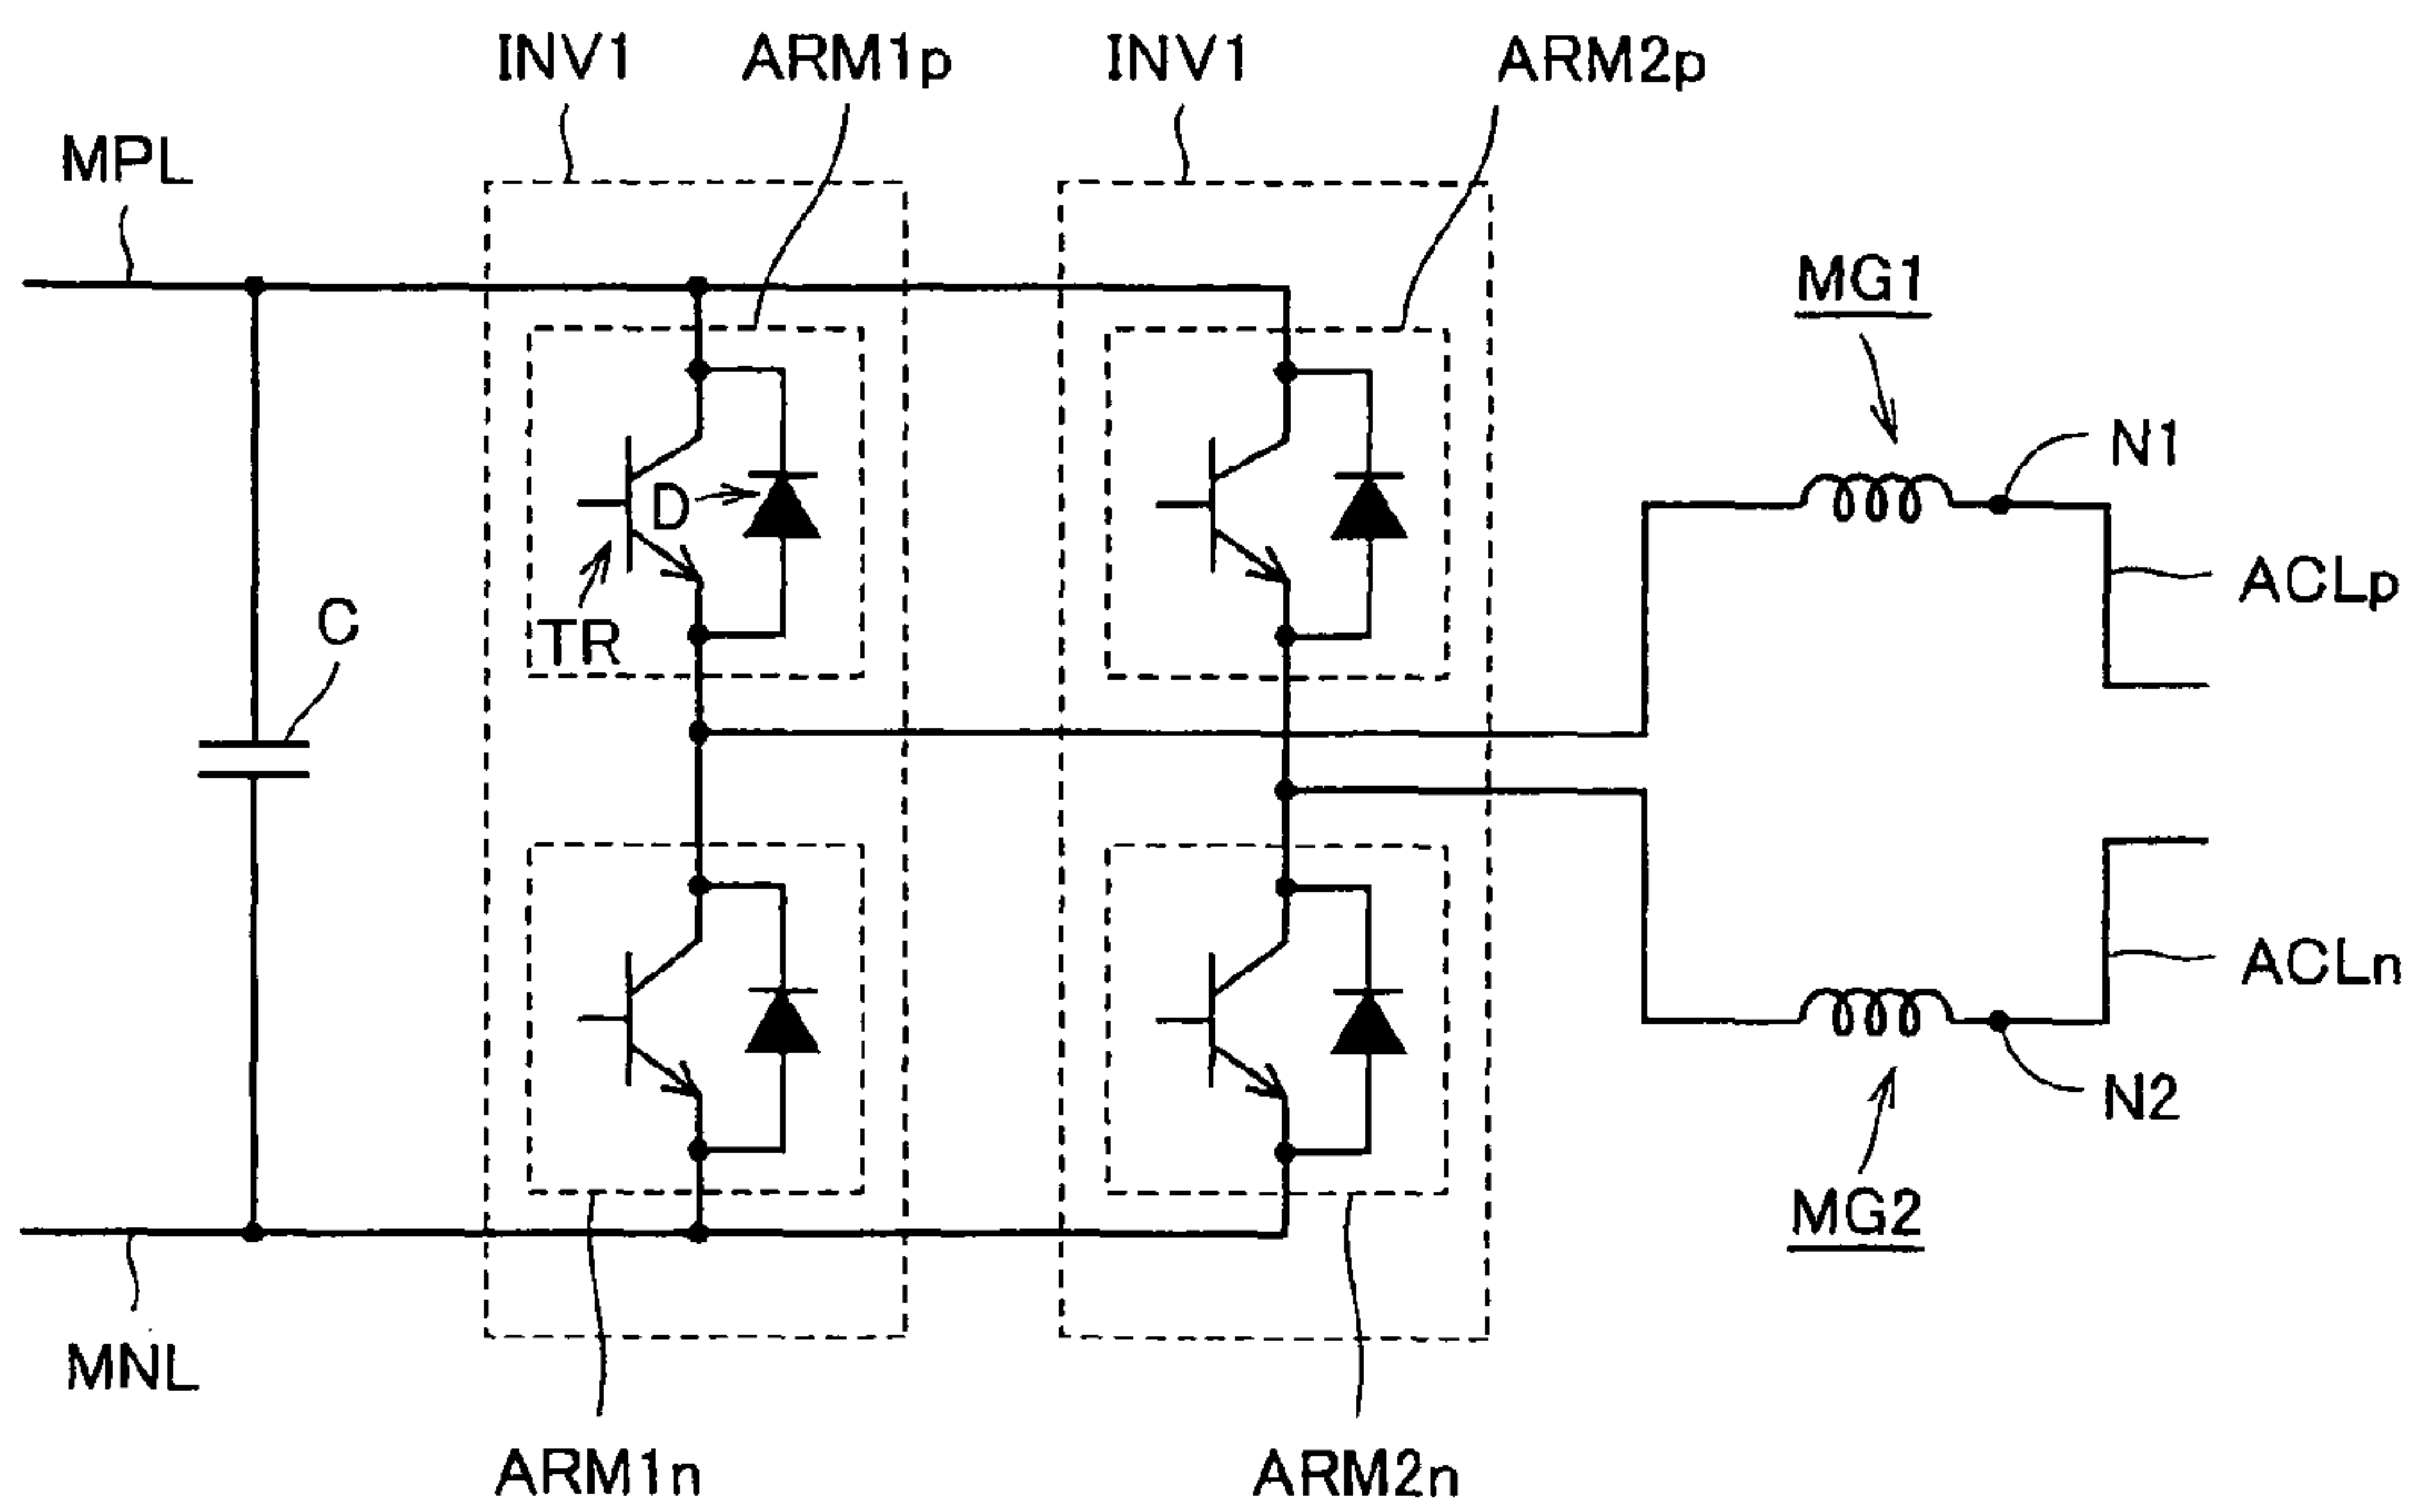 INV1
ARM1p
INV1
ARM2p
MPL
MG1
N1
D
ACLp
C
TR
ACLn
N2
MG2
MNL
ARM1n
ARM2n